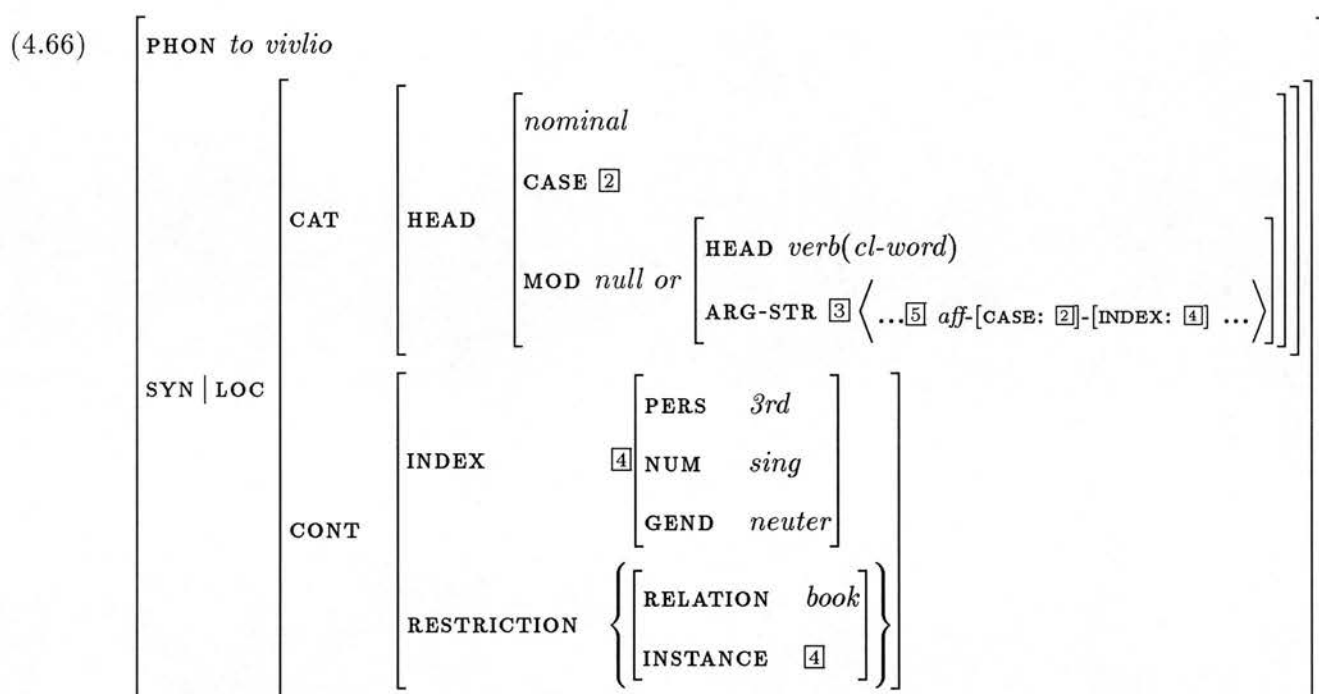 (4.66) PHON to vivlio
nominal
CASE 2
CAT HEAD
HEAD verb(cl-word)
MOD null or
ARG-STR 3 ⟨ ...5 aff-[CASE: 2]-[INDEX: 4] ... ⟩
SYN | LOC
PERS 3rd
INDEX 4 NUM sing
GEND neuter
CONT
RELATION book
RESTRICTION
INSTANCE 4